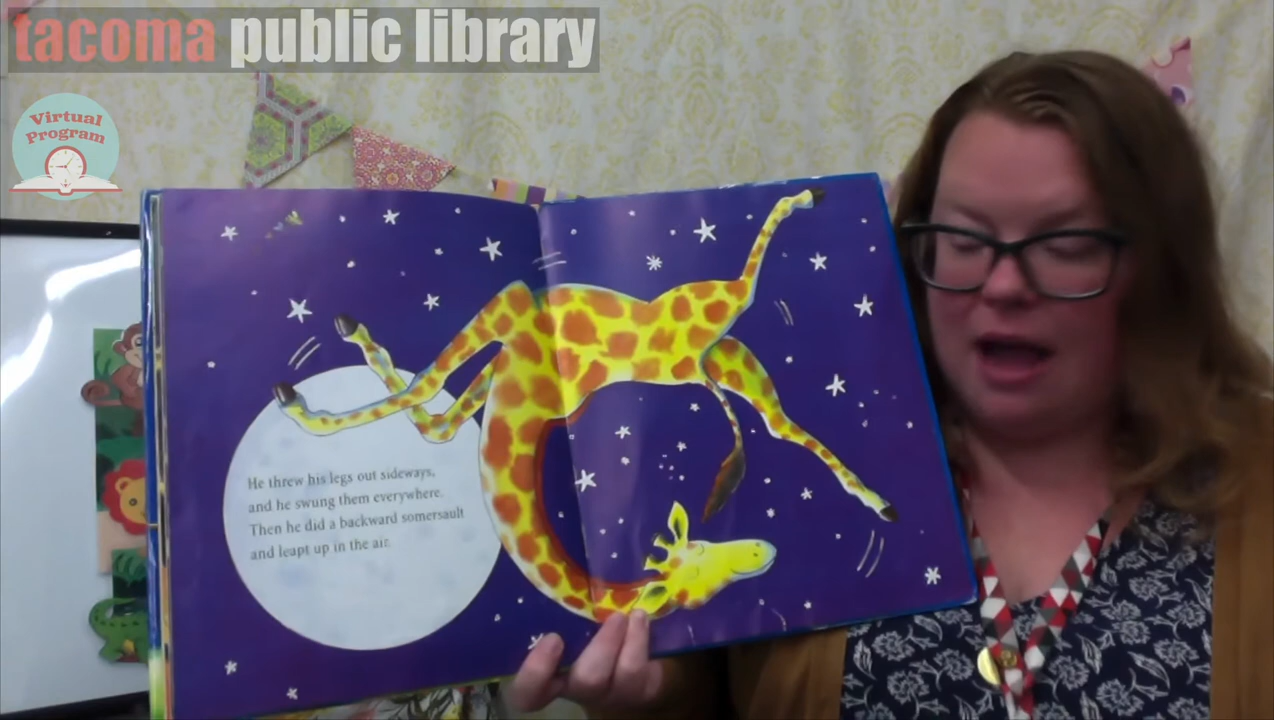 tacoma public library
Virtual
Program
He threw his legs out sideways,
and he swung them everywhere.
Then he did a backward somersault
and leapt up in the air.